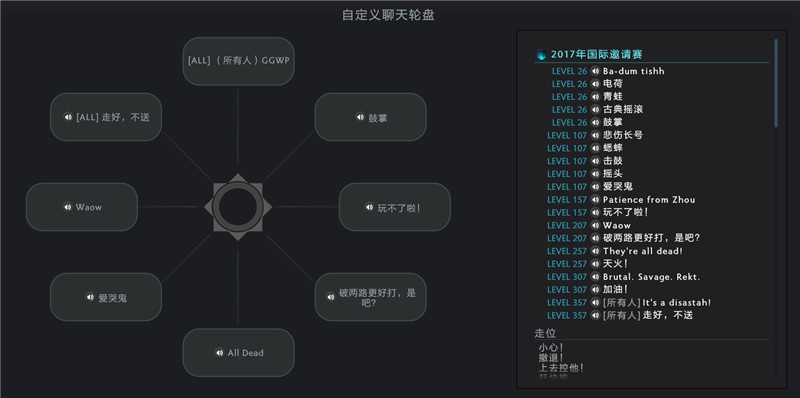 自定义聊天轮盘
[ALL]（所有人）GGWP
[ALL] 走好，不送
鼓掌
Waow
玩不了啦！
爱哭鬼
破两路更好打，是
吧？
All Dead
2017年国际邀请赛
LEVEL 26 Ba-dum tishh
LEVEL 26 电荷
LEVEL 26 青蛙
LEVEL 26 古典摇滚
LEVEL 26 鼓掌
LEVEL 107 悲伤长号
LEVEL 107 蟋蟀
LEVEL 107 击鼓
LEVEL 107 摇头
LEVEL 107 爱哭鬼
LEVEL 157 Patience from Zhou
LEVEL 157 玩不了啦！
LEVEL 207 Waow
LEVEL 207 破两路更好打，是吧？
LEVEL 257 They're all dead!
LEVEL 257 天火！
LEVEL 307 Brutal. Savage. Rekt.
LEVEL 307 加油！
LEVEL 357 [所有人] It's a disastah!
LEVEL 357 [所有人] 走好，不送
走位
小心！
撤退！
上去控他！